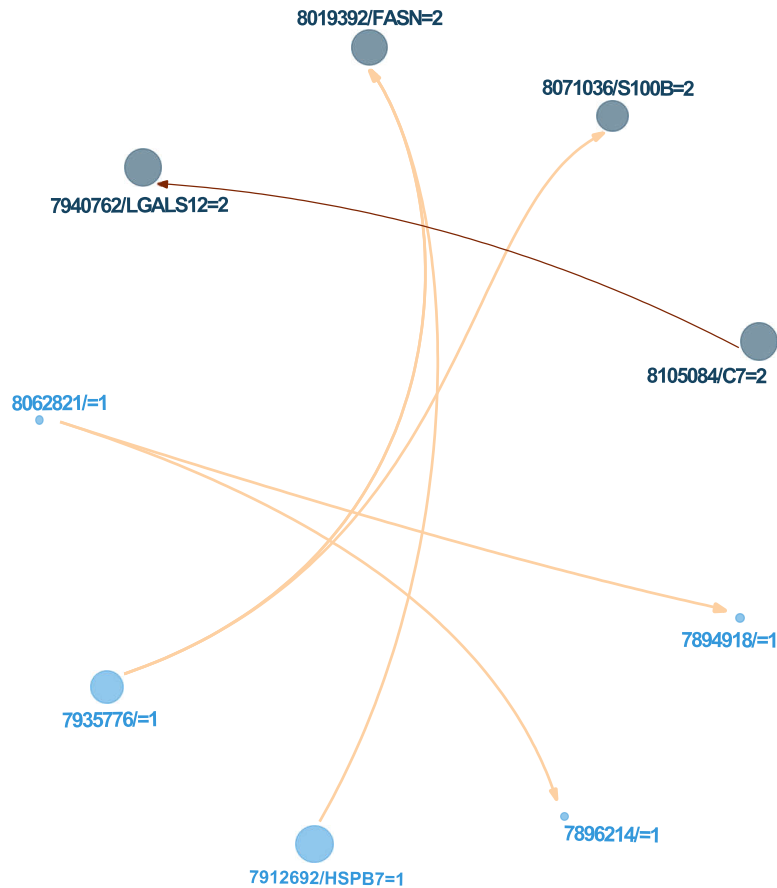 8019392/FASN=2
8071036/S100B=2
7940762/LGALS12=2
8105084/C7=2
8062821/=1
7894918/=1
7935776/=1
7896214/=1
7912692/HSPB7=1